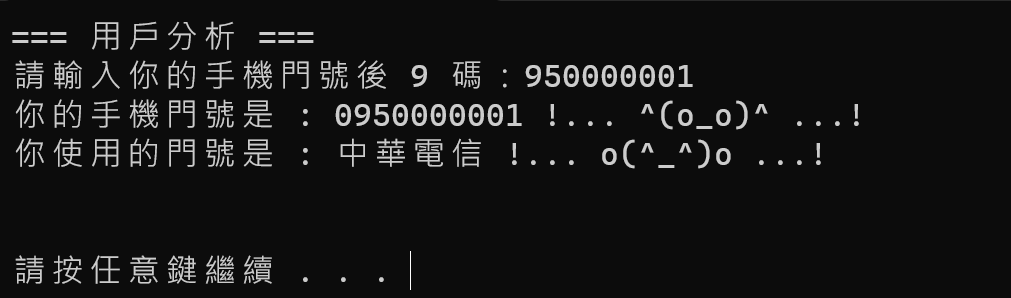 === 用戶分析 ===
請輸入你的手機門號後 9 碼：950000001
你的手機門號是 : 0950000001 !... ^(o_o)^ ...!
你使用的門號是 : 中華電信 !... o(^_^)o ...!
請按任意鍵繼續 . . .